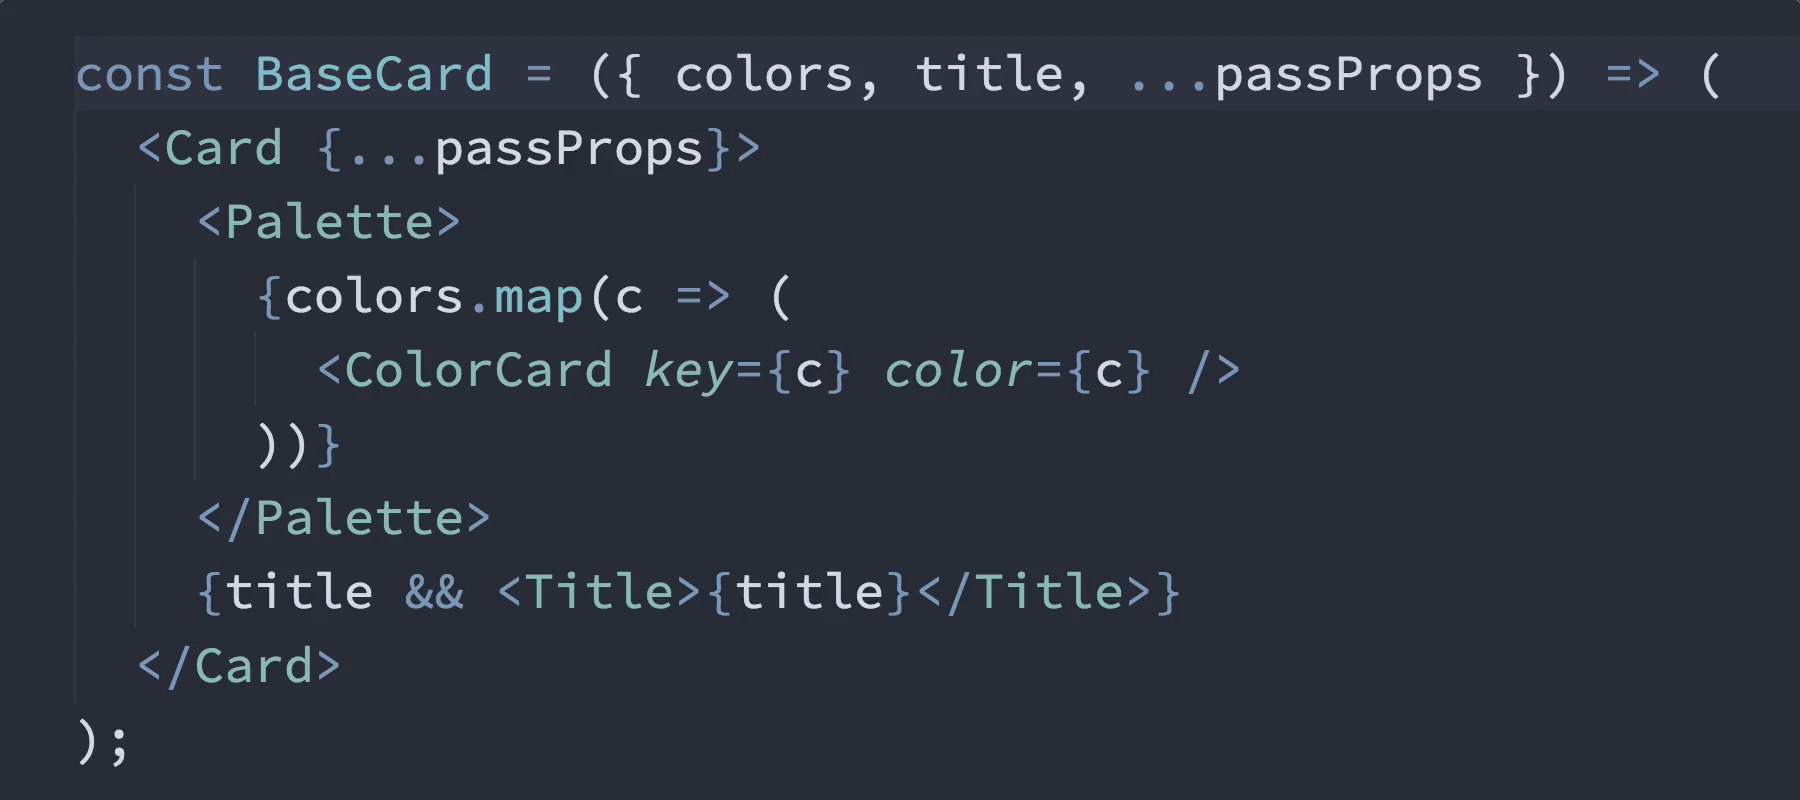 const BaseCard = ({ colors, title, ...passProps }) => (
  <Card {...passProps}>
    <Palette>
      {colors.map(c => (
        <ColorCard key={c} color={c} />
      ))}
    </Palette>
    {title && <Title>{title}</Title>}
  </Card>
);